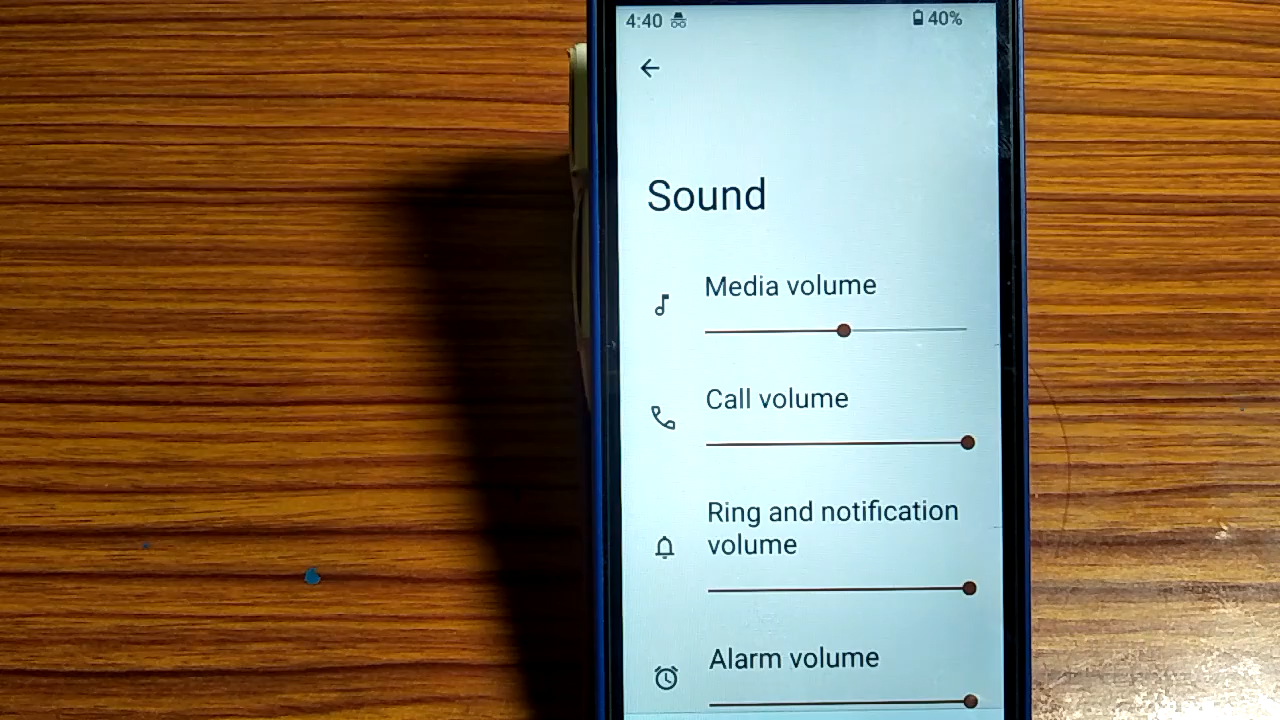 4:40 40%
Sound
Media volume
Call volume
Ring and notification
volume
Alarm volume